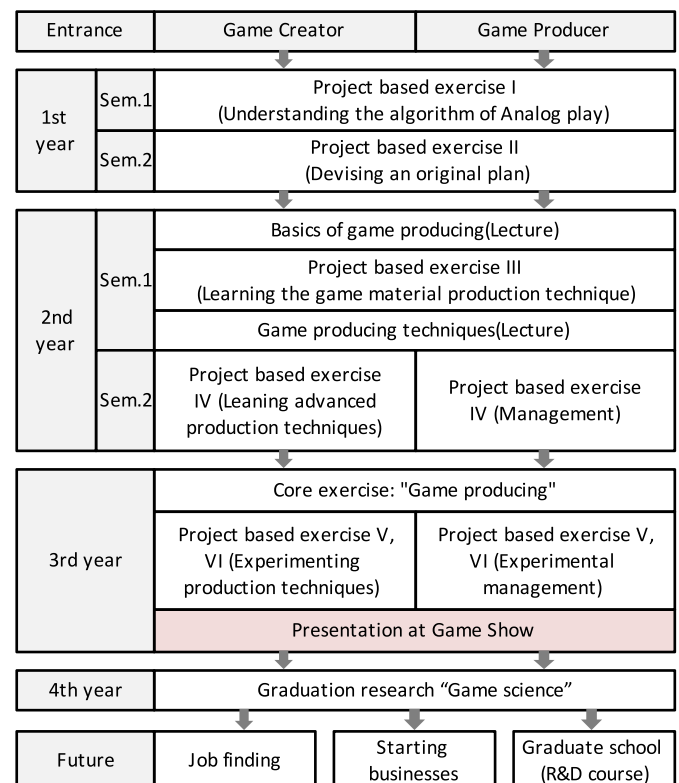 Entrance
Game Creator
Game Producer
1st
year
Sem.1
Project based exercise I
(Understanding the algorithm of Analog play)
Sem.2
Project based exercise II
(Devising an original plan)
2nd
year
Sem.1
Basics of game producing(Lecture)
Project based exercise III
(Learning the game material production technique)
Game producing techniques(Lecture)
Sem.2
Project based exercise
IV (Leaning advanced
production techniques)
Project based exercise
IV (Management)
3rd year
Core exercise: "Game producing"
Project based exercise V,
VI (Experimenting
production techniques)
Project based exercise V,
VI (Experimental
management)
Presentation at Game Show
4th year
Graduation research “Game science”
Future
Job finding
Starting
businesses
Graduate school
(R&D course)